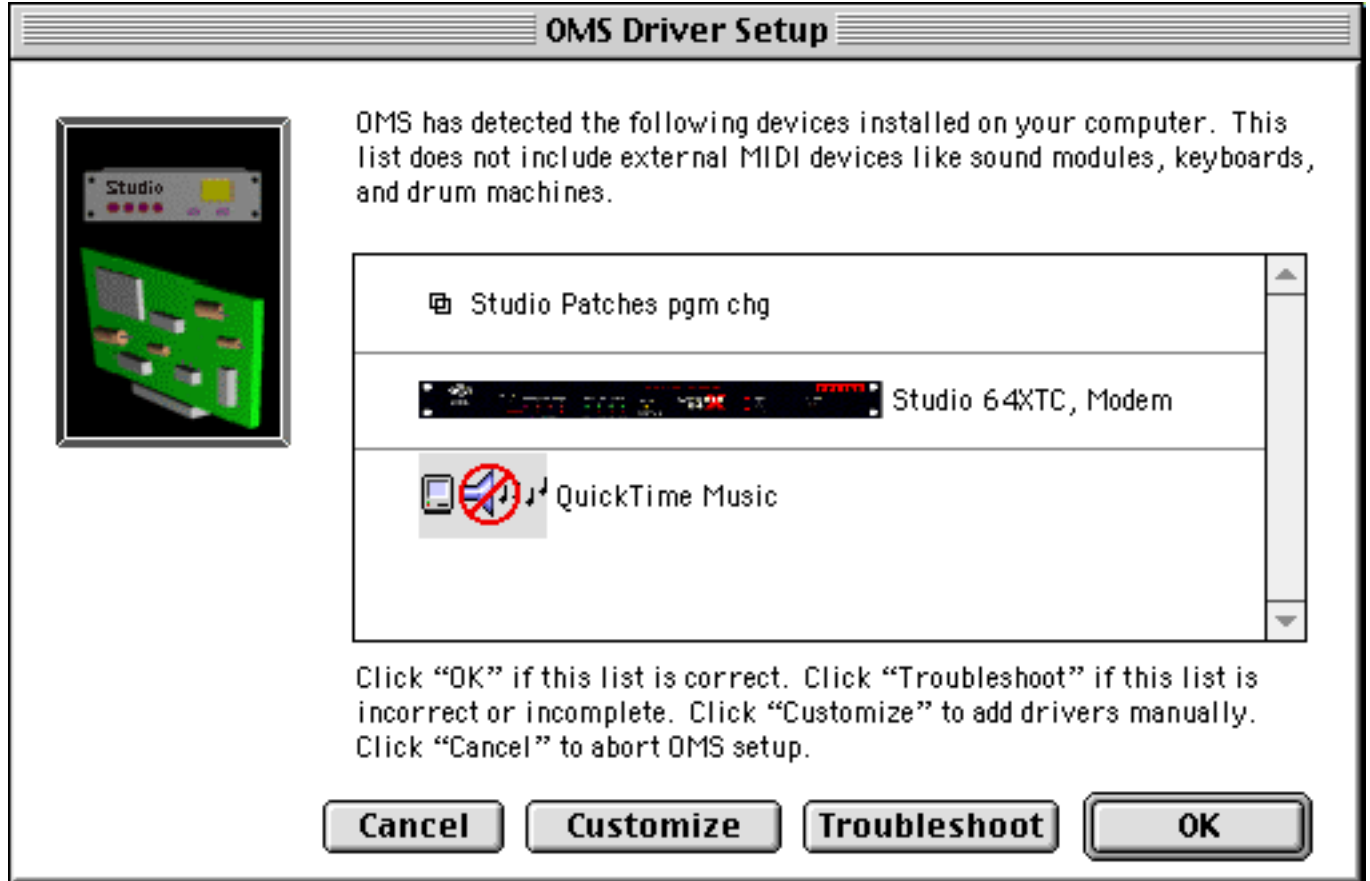 OMS Driver Setup
OMS has detected the following devices installed on your computer. This
list does not include external MIDI devices like sound modules, keyboards,
and drum machines.
Studio
Studio Patches pgm chg
Studio 64XTC, Modem
QuickTime Music
Click “OK” if this list is correct. Click “Troubleshoot” if this list is
incorrect or incomplete. Click “Customize” to add drivers manually.
Click “Cancel” to abort OMS setup.
Cancel Customize Troubleshoot OK